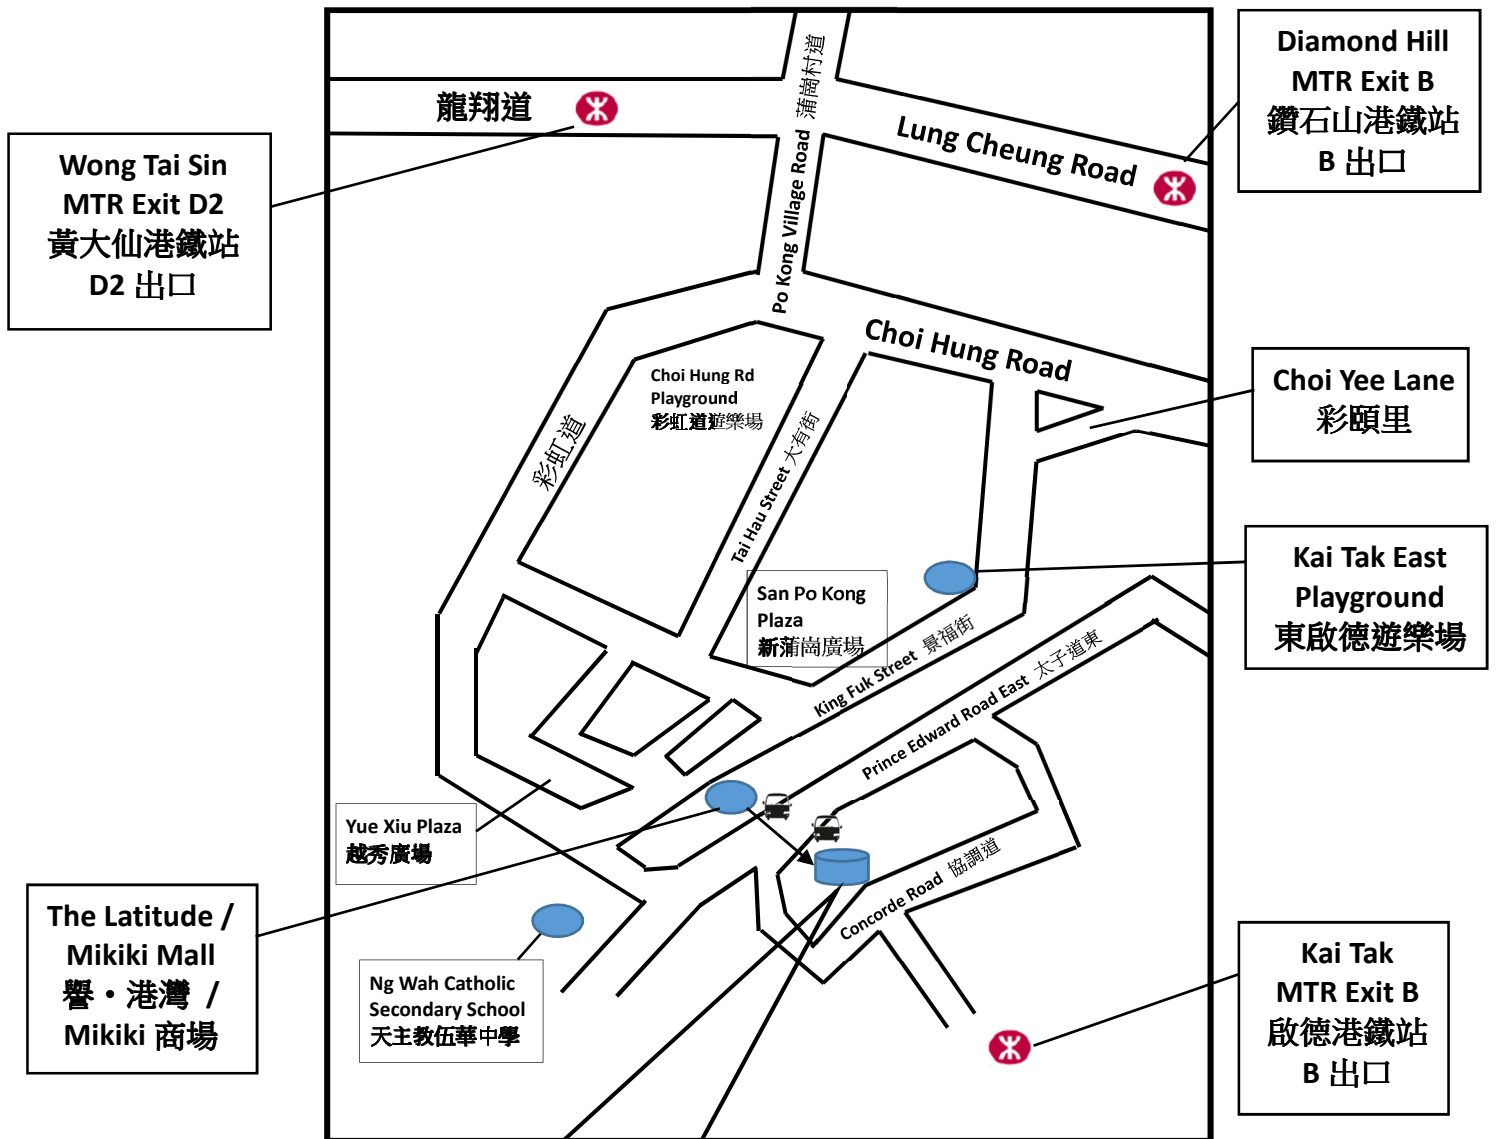 Diamond Hill
MTR Exit B
鑽石山港鐵站
B 出口
龍翔道
Po Kong Village Road 蒲崗村道
Lung Cheung Road
Wong Tai Sin
MTR Exit D2
黃大仙港鐵站
D2 出口
Choi Hung Road
Choi Hung Rd
Playground
彩虹道遊樂場
Choi Yee Lane
彩頤里
彩虹道
Tai Hau Street 大有街
Kai Tak East
Playground
東啟德遊樂場
San Po Kong
Plaza
新蒲崗廣場
King Fuk Street 景福街
Prince Edward Road East 太子道東
Yue Xiu Plaza
越秀廣場
Concorde Road 協調道
The Latitude /
Mikiki Mall
譽・港灣 /
Mikiki 商場
Ng Wah Catholic
Secondary School
天主教伍華中學
Kai Tak
MTR Exit B
啟德港鐵站
B 出口